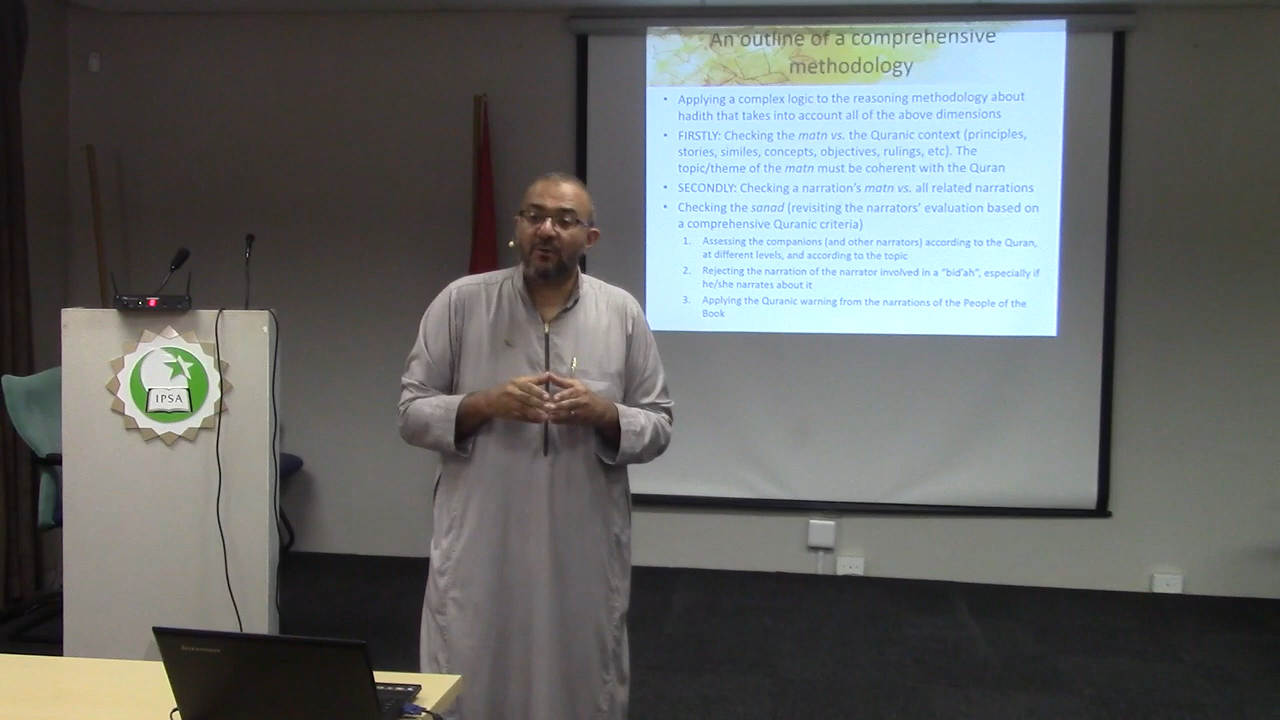 An outline of a comprehensive
methodology
• Applying a complex logic to the reasoning methodology about
hadith that takes into account all of the above dimensions
• FIRSTLY: Checking the matn vs. the Quranic context (principles,
stories, similes, concepts, objectives, rulings, etc). The
topic/theme of the matn must be coherent with the Quran
• SECONDLY: Checking a narration's matn vs. all related narrations
• Checking the sanad (revisiting the narrators' evaluation based on
a comprehensive Quranic criteria)
1. Assessing the companions (and other narrators) according to the Quran,
at different levels, and according to the topic
2. Rejecting the narration of the narrator involved in a "bid'ah", especially if
he/she narrates about it
3. Applying the Quranic warning from the narrations of the People of the
Book
IPSA